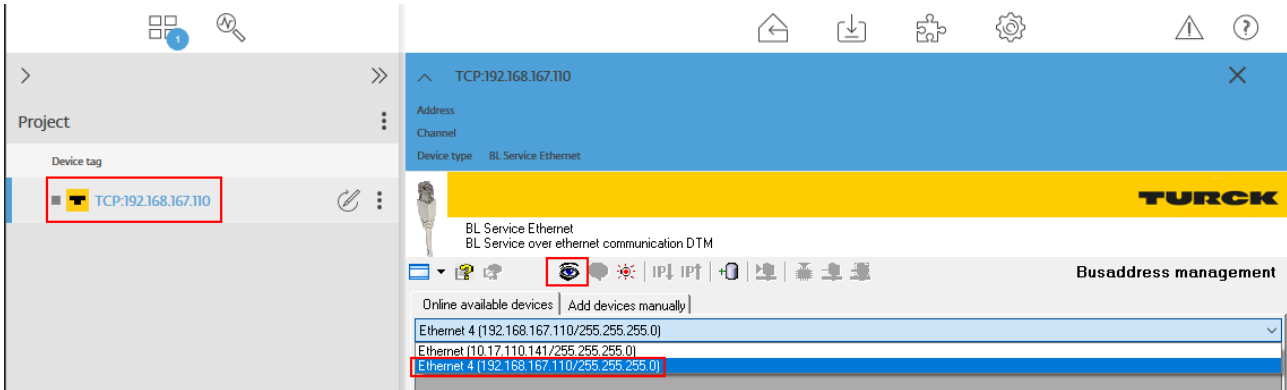 1
TCP:192.168.167.110
Project
Address
Channel
Device tag
Device type BL Service Ethernet
TCP:192.168.167.110
TURCK
BL Service Ethernet
BL Service over ethernet communication DTM
IP IP
Busaddress management
Online available devices Add devices manually
Ethernet 4 (192.168.167.110/255.255.255.0)
Ethernet (10.17.110.141/255.255.255.0)
Ethernet 4 (192.168.167.110/255.255.255.0)